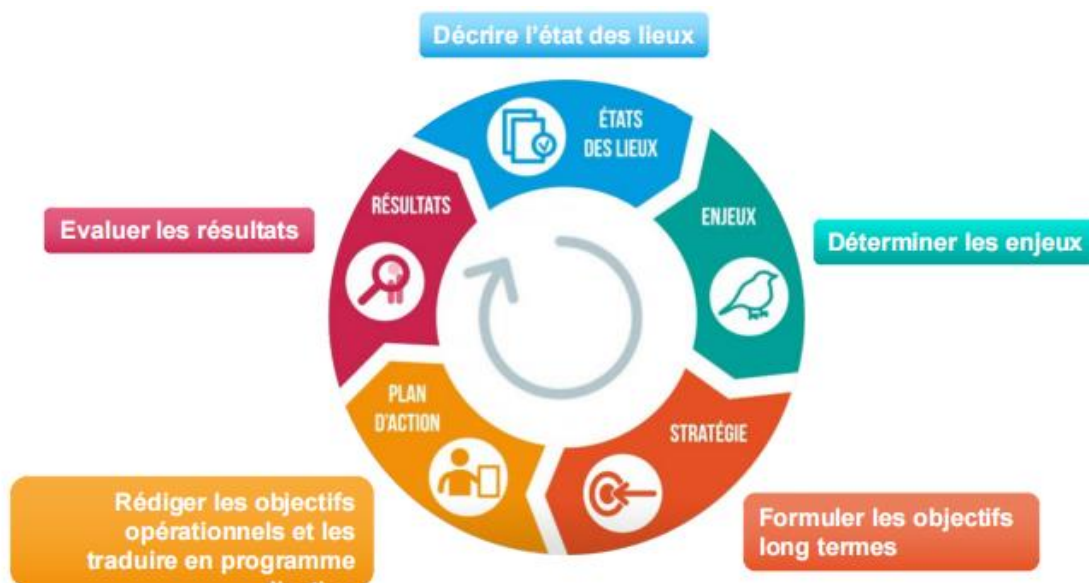 Décrire l'état des lieux
ÉTATS
DES LIEUX
ENJEUX
Déterminer les enjeux
STRATÉGIE
Formuler les objectifs
long termes
PLAN
D'ACTION
Rédiger les objectifs
opérationnels et les
traduire en programme
RÉSULTATS
Evaluer les résultats